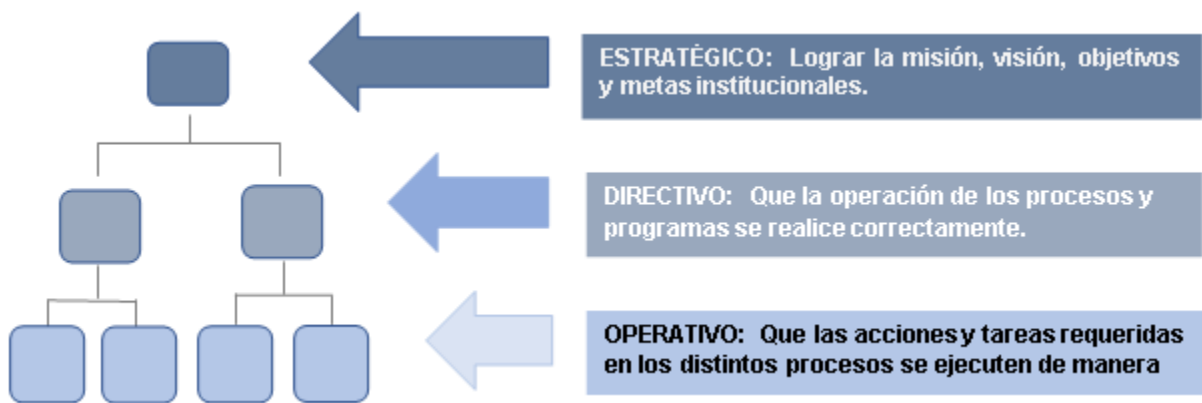 ESTRATÉGICO: Lograr la misión, visión, objetivos
y metas institucionales.
DIRECTIVO: Que la operación de los procesos y
programas se realice correctamente.
OPERATIVO: Que las acciones y tareas requeridas
en los distintos procesos se ejecuten de manera